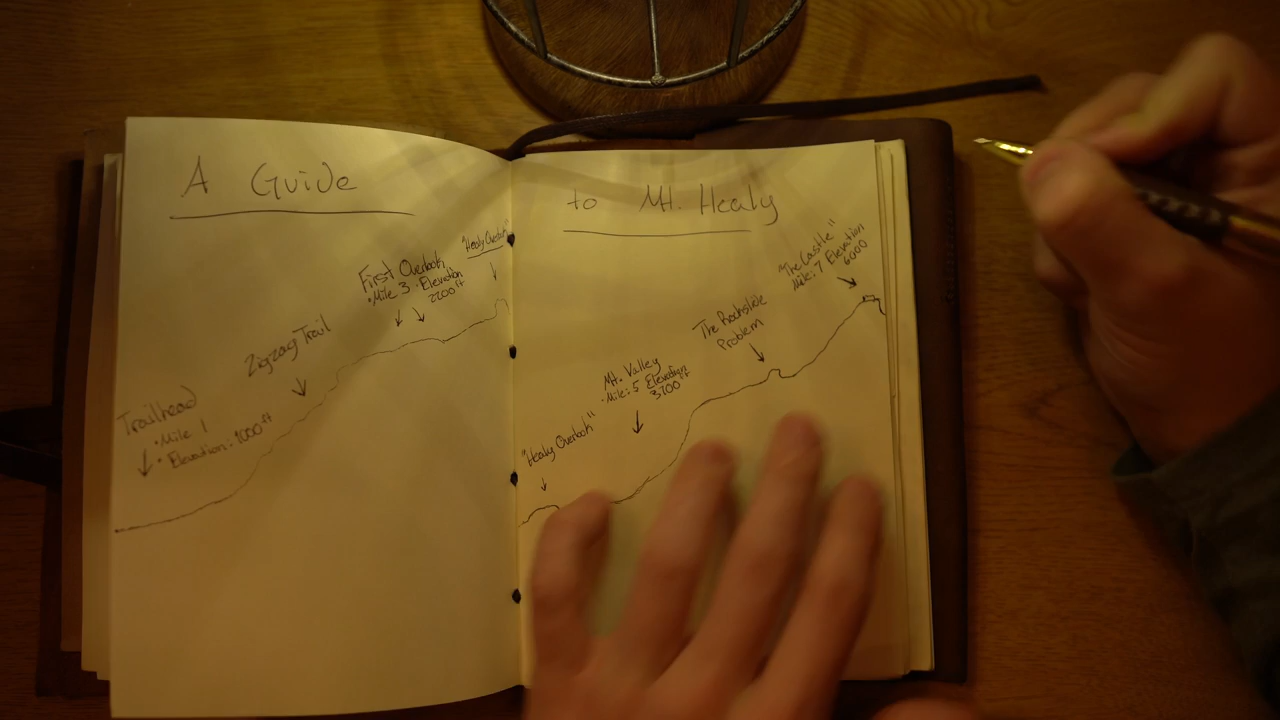 A Guide
to Mt. Healy
"Healy Overlook"
First Overlook
•Mile 3 •Elevation
2200 ft
Zigzag Trail
Trailhead
•Mile 1
•Elevation: 1000 ft
"The Castle"
Mile: 7 Elevation
6000
The Rockslide
Problem
Mt. Valley
•Mile: 5 Elevation
3200 ft
"Healy Overlook"